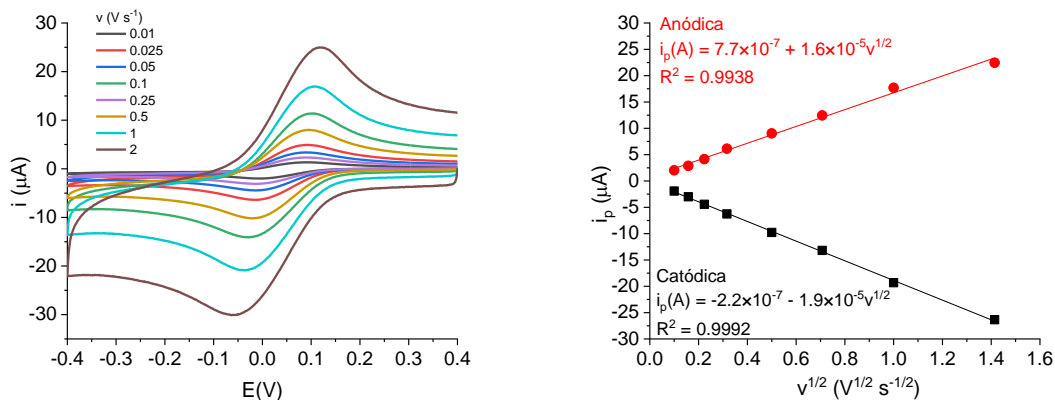 v (V s⁻¹)
0.01
0.025
0.05
0.1
0.25
0.5
1
2
30
20
10
0
-10
-20
-30
i (µA)
-0.4 -0.3 -0.2 -0.1 0.0 0.1 0.2 0.3 0.4
E(V)
Anódica
iₚ(A) = 7.7×10⁻⁷ + 1.6×10⁻⁵v¹ᐟ²
R² = 0.9938
30
25
20
15
10
5
0
-5
-10
-15
-20
-25
-30
iₚ (µA)
Catódica
iₚ(A) = -2.2×10⁻⁷ - 1.9×10⁻⁵v¹ᐟ²
R² = 0.9992
0.0 0.2 0.4 0.6 0.8 1.0 1.2 1.4 1.6
v¹ᐟ² (V¹ᐟ² s⁻¹ᐟ²)